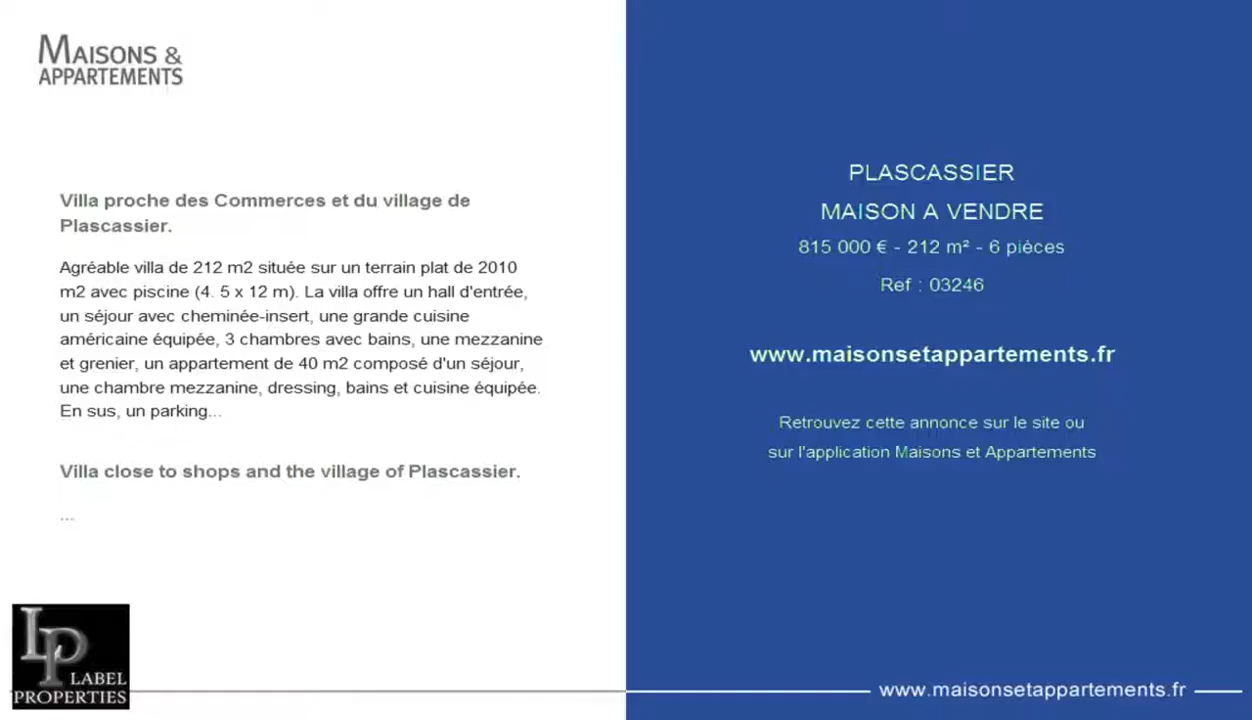 MAISONS &
APPARTEMENTS
Villa proche des Commerces et du village de
Plascassier.
Agréable villa de 212 m2 située sur un terrain plat de 2010
m2 avec piscine (4. 5 x 12 m). La villa offre un hall d'entrée,
un séjour avec cheminée-insert, une grande cuisine
américaine équipée, 3 chambres avec bains, une mezzanine
et grenier, un appartement de 40 m2 composé d'un séjour,
une chambre mezzanine, dressing, bains et cuisine équipée.
En sus, un parking...
Villa close to shops and the village of Plascassier.
...
LP
LABEL
PROPERTIES
PLASCASSIER
MAISON A VENDRE
815 000 € - 212 m² - 6 pièces
Ref : 03246
www.maisonsetappartements.fr
Retrouvez cette annonce sur le site ou
sur l'application Maisons et Appartements
www.maisonsetappartements.fr